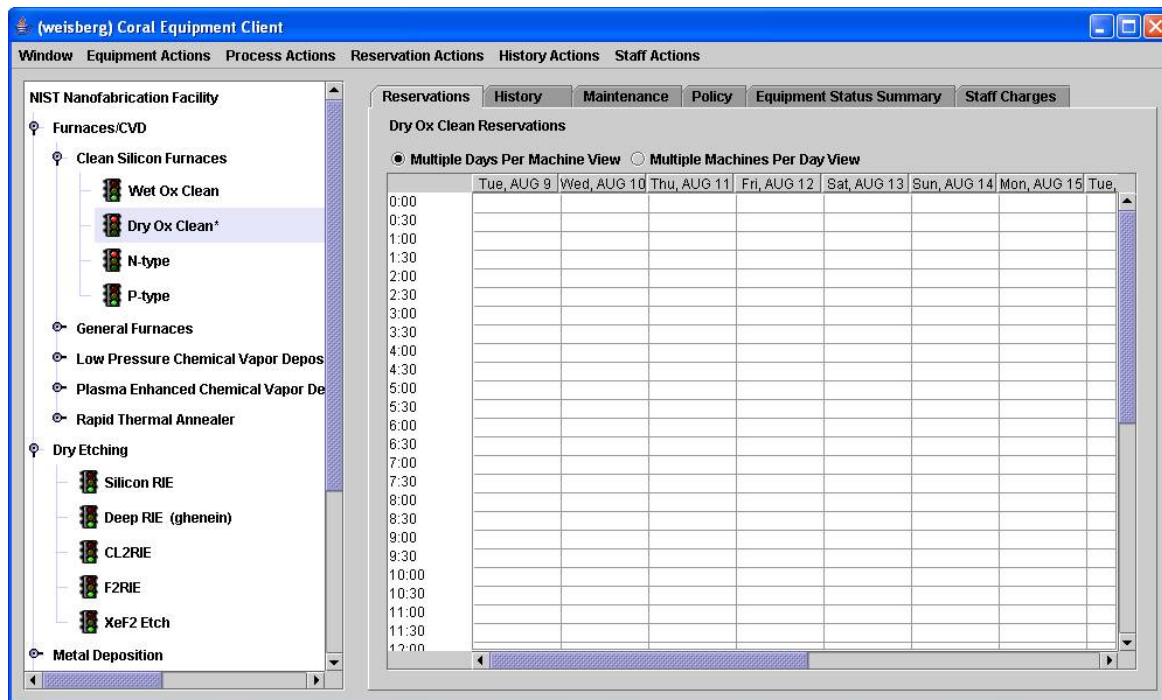 (weisberg) Coral Equipment Client
Window Equipment Actions Process Actions Reservation Actions History Actions Staff Actions
NIST Nanofabrication Facility
Furnaces/CVD
Clean Silicon Furnaces
Wet Ox Clean
Dry Ox Clean*
N-type
P-type
General Furnaces
Low Pressure Chemical Vapor Depos
Plasma Enhanced Chemical Vapor De
Rapid Thermal Annealer
Dry Etching
Silicon RIE
Deep RIE (ghenein)
CL2RIE
F2RIE
XeF2 Etch
Metal Deposition
Reservations History Maintenance Policy Equipment Status Summary Staff Charges
Dry Ox Clean Reservations
Multiple Days Per Machine View Multiple Machines Per Day View
Tue, AUG 9 Wed, AUG 10 Thu, AUG 11 Fri, AUG 12 Sat, AUG 13 Sun, AUG 14 Mon, AUG 15 Tue,
0:00
0:30
1:00
1:30
2:00
2:30
3:00
3:30
4:00
4:30
5:00
5:30
6:00
6:30
7:00
7:30
8:00
8:30
9:00
9:30
10:00
10:30
11:00
11:30
12:00